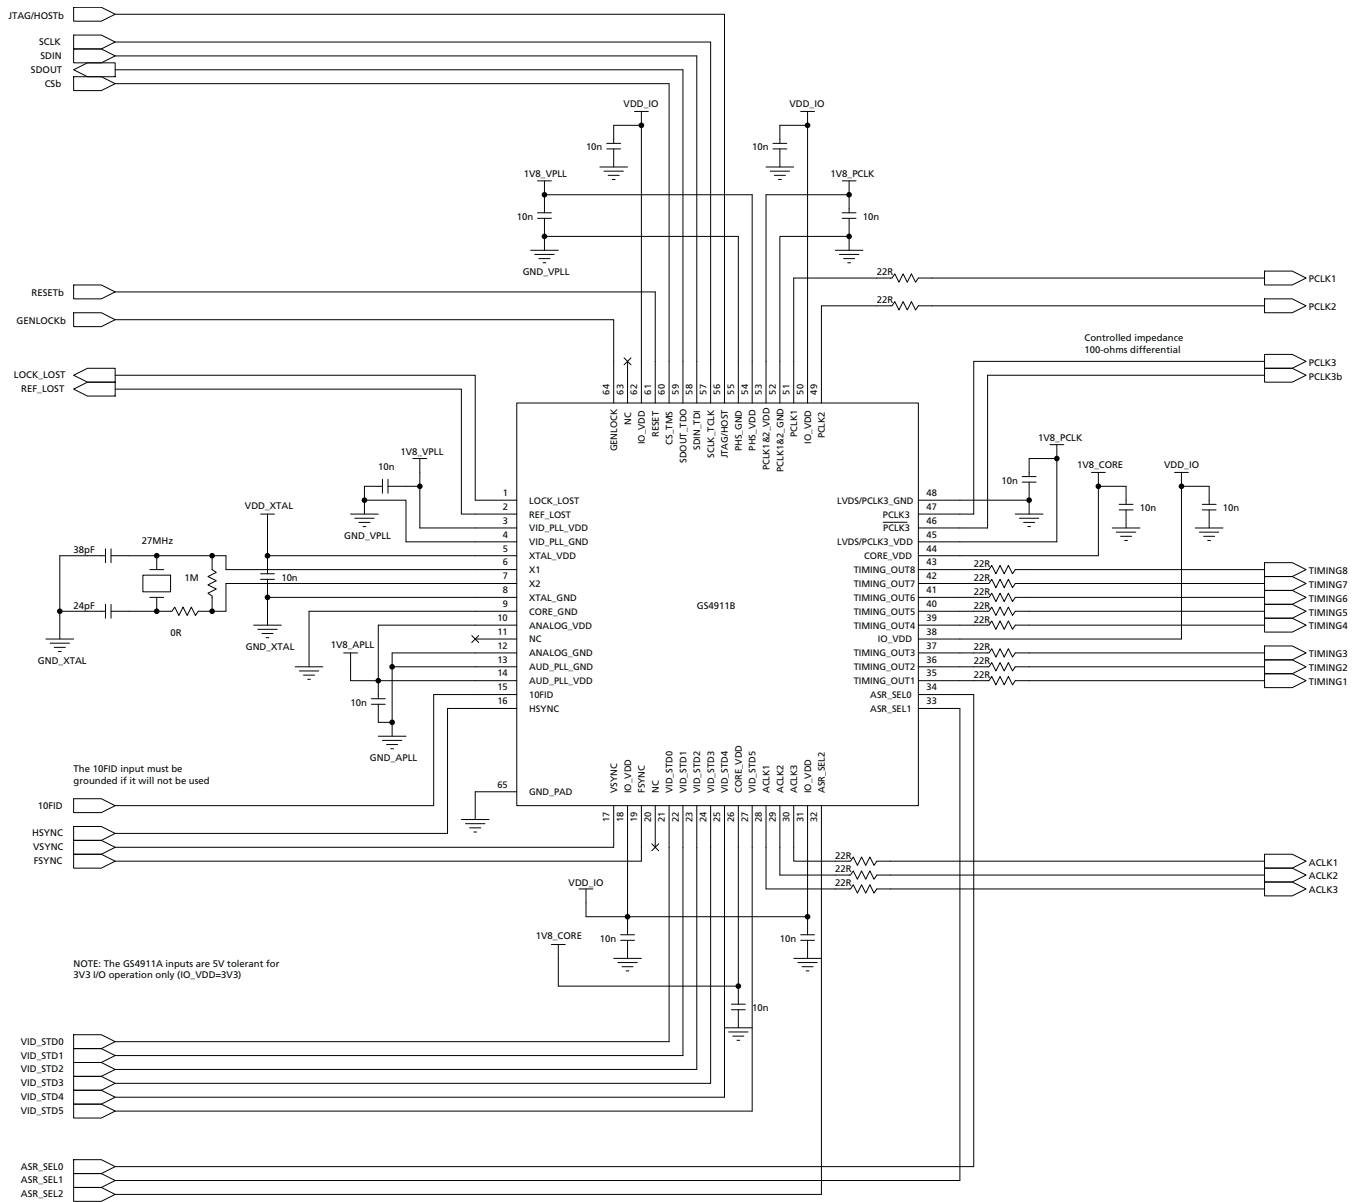 JTAG/HOSTb
SCLK
SDIN
SDOUT
CSb
VDD_IO
VDD_IO
10n
10n
1V8_VPLL
1V8_PCLK
10n
10n
GND_VPLL
22R
PCLK1
RESETb
22R
PCLK2
GENLOCKb
Controlled impedance
100-ohms differential
PCLK3
LOCK_LOST
PCLK3b
REF_LOST
64
63
62
61
60
59
58
57
56
55
54
53
52
51
50
49
GENLOCK
NC
IO_VDD
RESET
CS_TMS
SDOUT_TDO
SDIN_TDI
SCLK_TCLK
JTAG/HOST
PHS_GND
PHS_VDD
PCLK1&2_VDD
PCLK1&2_GND
PCLK1
IO_VDD
PCLK2
1V8_VPLL
10n
GND_VPLL
1V8_PCLK
10n
1V8_CORE
10n
VDD_IO
10n
VDD_XTAL
38pF
27MHz
1M
10n
24pF
0R
GND_XTAL
GND_XTAL
1V8_APLL
10n
GND_APLL
1 LOCK_LOST
2 REF_LOST
3 VID_PLL_VDD
4 VID_PLL_GND
5 XTAL_VDD
6 X1
7 X2
8 XTAL_GND
9 CORE_GND
10 ANALOG_VDD
11 NC
12 ANALOG_GND
13 AUD_PLL_GND
14 AUD_PLL_VDD
15 10FID
16 HSYNC
65 GND_PAD
GS4911B
LVDS/PCLK3_GND 48
PCLK3 47
PCLK3 46
LVDS/PCLK3_VDD 45
CORE_VDD 44
TIMING_OUT8 43 22R TIMING8
TIMING_OUT7 42 22R TIMING7
TIMING_OUT6 41 22R TIMING6
TIMING_OUT5 40 22R TIMING5
TIMING_OUT4 39 22R TIMING4
IO_VDD 38
TIMING_OUT3 37 22R TIMING3
TIMING_OUT2 36 22R TIMING2
TIMING_OUT1 35 22R TIMING1
ASR_SEL0 34
ASR_SEL1 33
The 10FID input must be
grounded if it will not be used
10FID
HSYNC
VSYNC
FSYNC
VSYNC
IO_VDD
FSYNC
NC
VID_STD0
VID_STD1
VID_STD2
VID_STD3
VID_STD4
CORE_VDD
VID_STD5
ACLK1
ACLK2
ACLK3
IO_VDD
ASR_SEL2
17
18
19
20
21
22
23
24
25
26
27
28
29
30
31
32
22R ACLK1
22R ACLK2
22R ACLK3
VDD_IO
10n
10n
1V8_CORE
10n
NOTE: The GS4911A inputs are 5V tolerant for
3V3 I/O operation only (IO_VDD=3V3)
VID_STD0
VID_STD1
VID_STD2
VID_STD3
VID_STD4
VID_STD5
ASR_SEL0
ASR_SEL1
ASR_SEL2